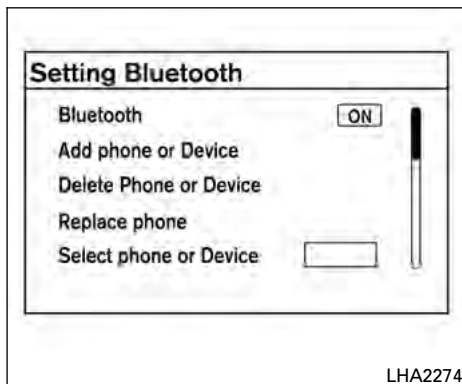 Setting Bluetooth
Bluetooth ON
Add phone or Device
Delete Phone or Device
Replace phone
Select phone or Device
LHA2274